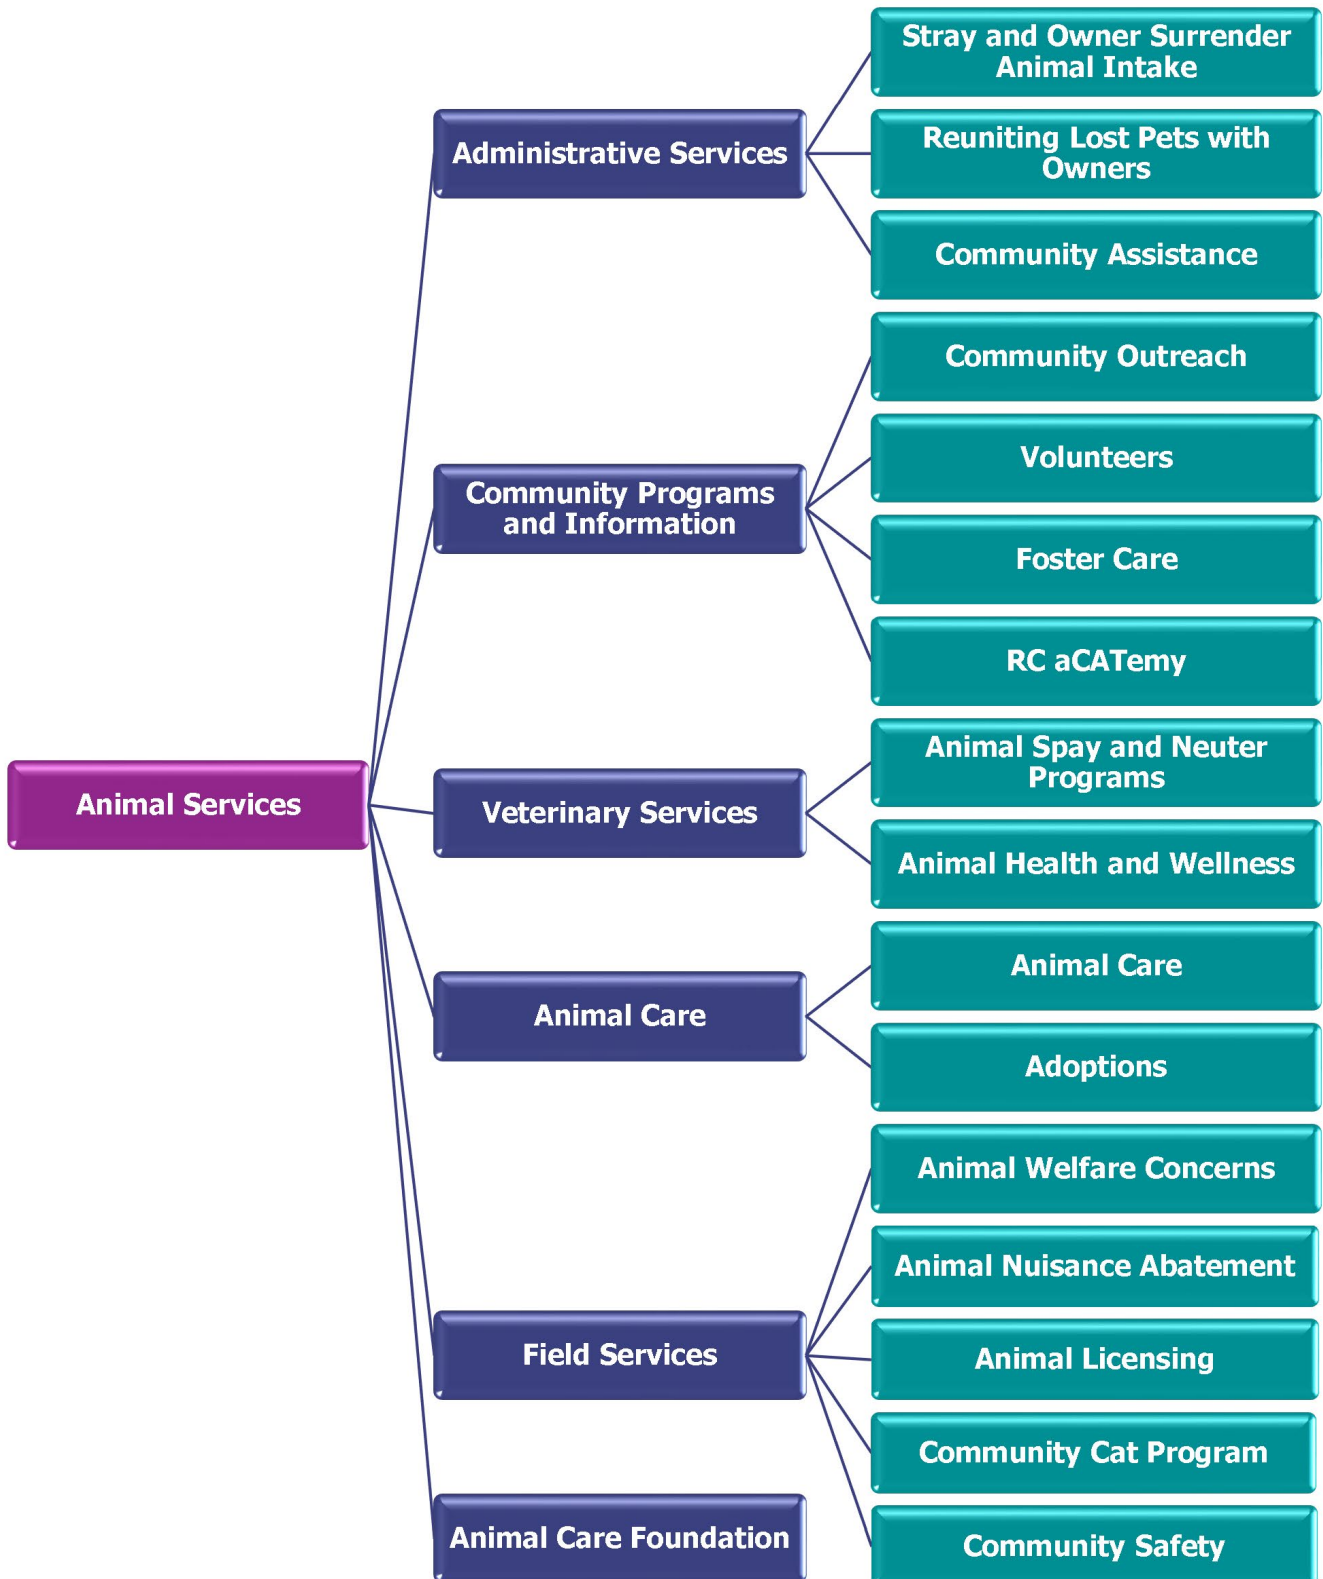 Animal Services
Administrative Services
Stray and Owner Surrender
Animal Intake
Reuniting Lost Pets with
Owners
Community Assistance
Community Programs
and Information
Community Outreach
Volunteers
Foster Care
RC aCATemy
Veterinary Services
Animal Spay and Neuter
Programs
Animal Health and Wellness
Animal Care
Animal Care
Adoptions
Field Services
Animal Welfare Concerns
Animal Nuisance Abatement
Animal Licensing
Community Cat Program
Community Safety
Animal Care Foundation